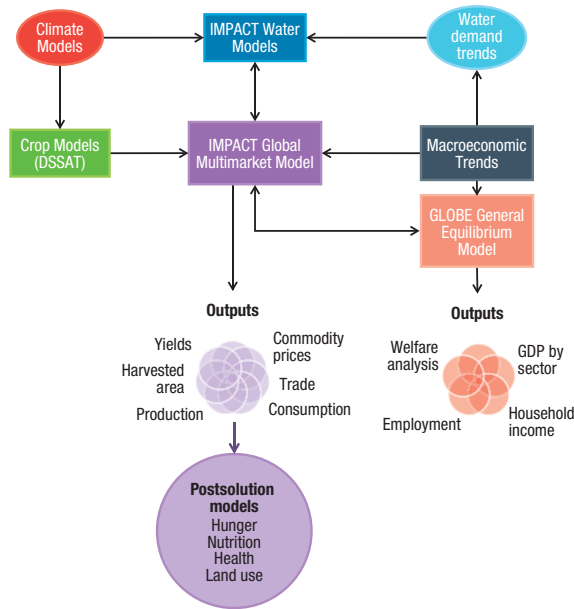 Climate
Models
IMPACT Water
Models
Water
demand
trends
Crop Models
(DSSAT)
IMPACT Global
Multimarket Model
Macroeconomic
Trends
GLOBE General
Equilibrium
Model
Outputs
Yields
Commodity
prices
Harvested
area
Trade
Production
Consumption
Outputs
Welfare
analysis
GDP by
sector
Employment
Household
income
Postsolution
models
Hunger
Nutrition
Health
Land use